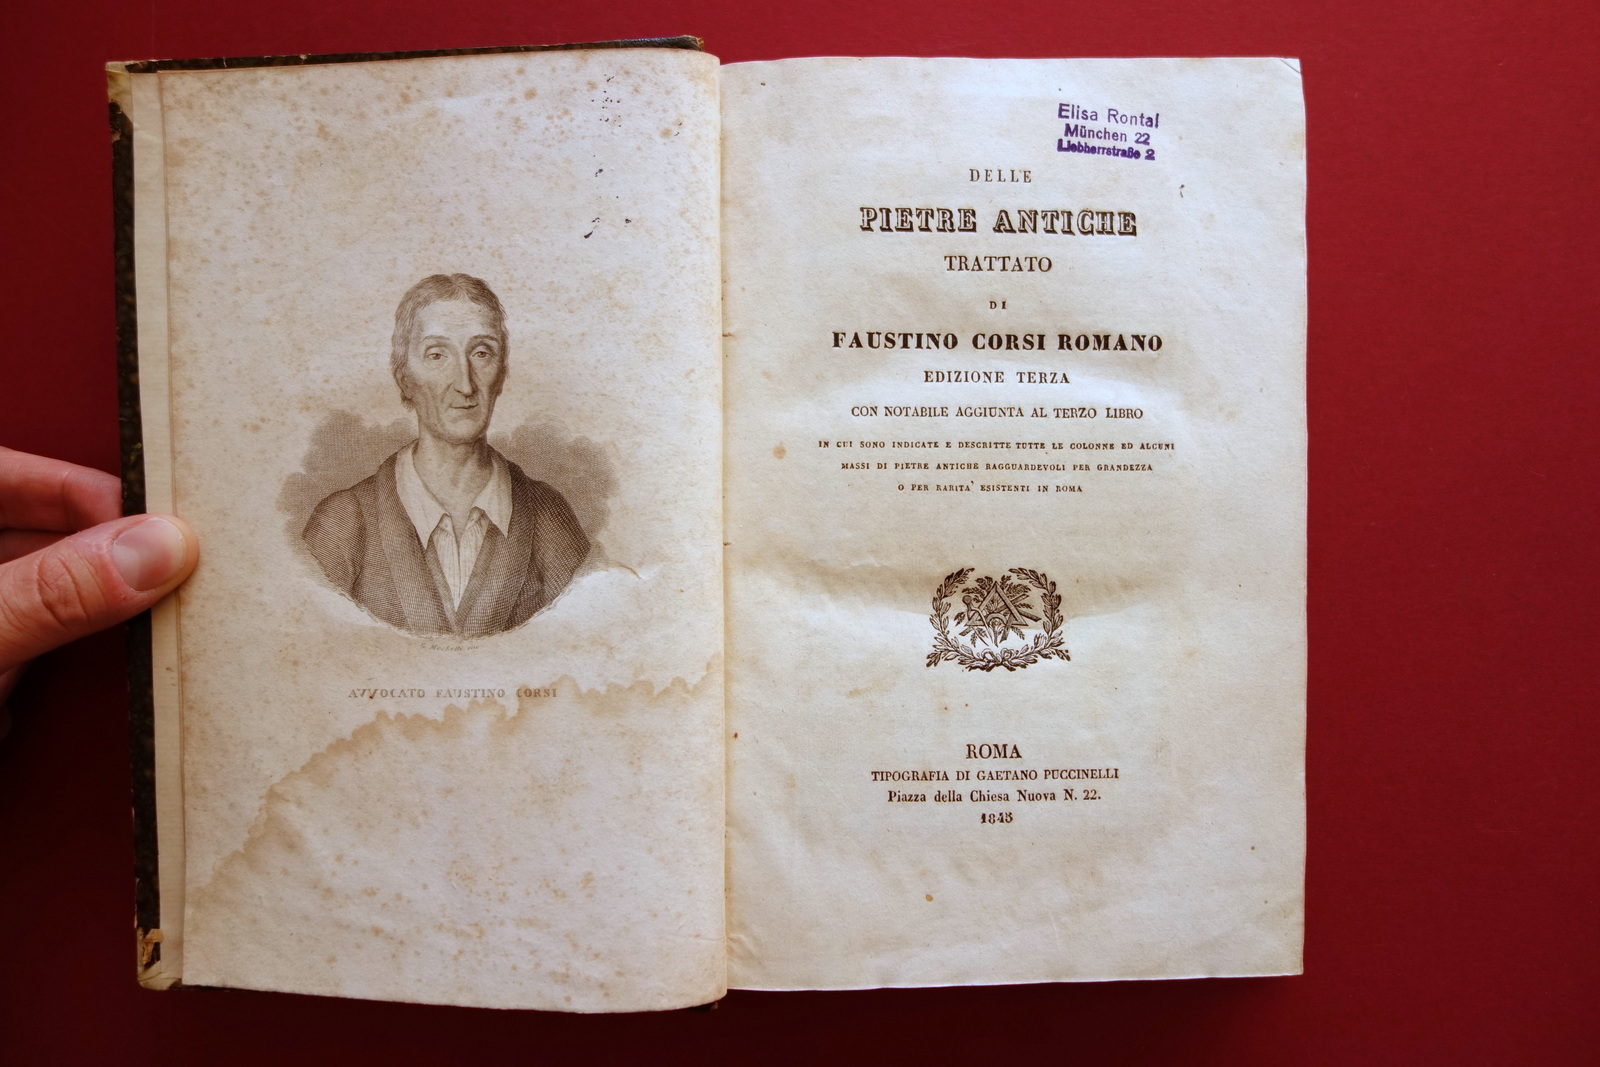 AVVOCATO FAUSTINO CORSI
Elisa Rontal
München 22
Liebherrstraße 2
DELLE
PIETRE ANTICHE
TRATTATO
DI
FAUSTINO CORSI ROMANO
EDIZIONE TERZA
CON NOTABILE AGGIUNTA AL TERZO LIBRO
IN CUI SONO INDICATE E DESCRITTE TUTTE LE COLONNE ED ALCUNI
MASSI DI PIETRE ANTICHE RAGGUARDEVOLI PER GRANDEZZA
O PER RARITA' ESISTENTI IN ROMA
ROMA
TIPOGRAFIA DI GAETANO PUCCINELLI
Piazza della Chiesa Nuova N. 22.
1845